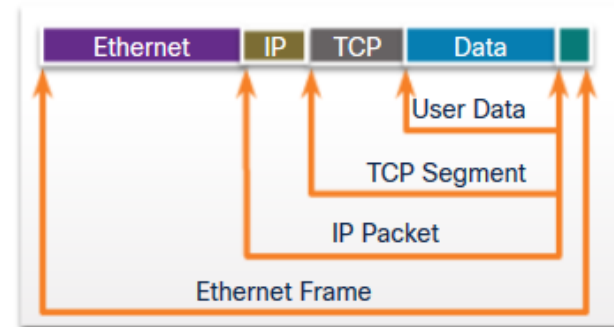 Ethernet IP TCP Data
User Data
TCP Segment
IP Packet
Ethernet Frame